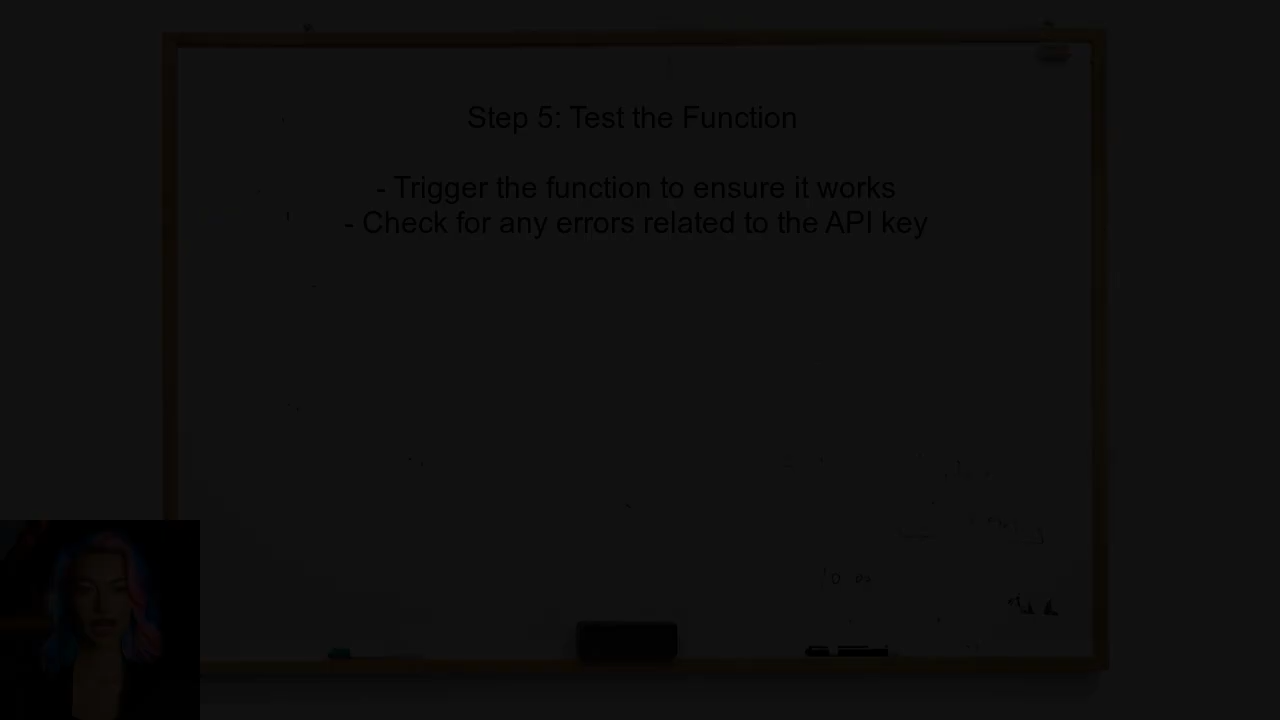 Step 5: Test the Function
- Trigger the function to ensure it works
- Check for any errors related to the API key